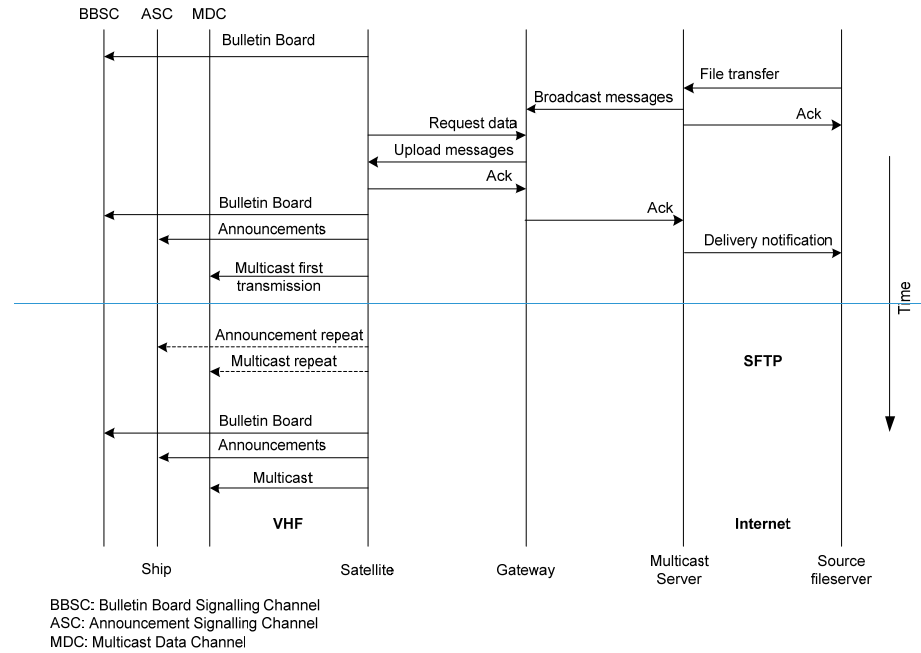 BBSC ASC MDC
Bulletin Board
File transfer
Broadcast messages
Ack
Request data
Upload messages
Ack
Bulletin Board
Ack
Announcements
Delivery notification
Multicast first
transmission
Time
Announcement repeat
Multicast repeat
SFTP
Bulletin Board
Announcements
Multicast
VHF
Internet
Ship
Satellite
Gateway
Multicast
Server
Source
fileserver
BBSC: Bulletin Board Signalling Channel
ASC: Announcement Signalling Channel
MDC: Multicast Data Channel